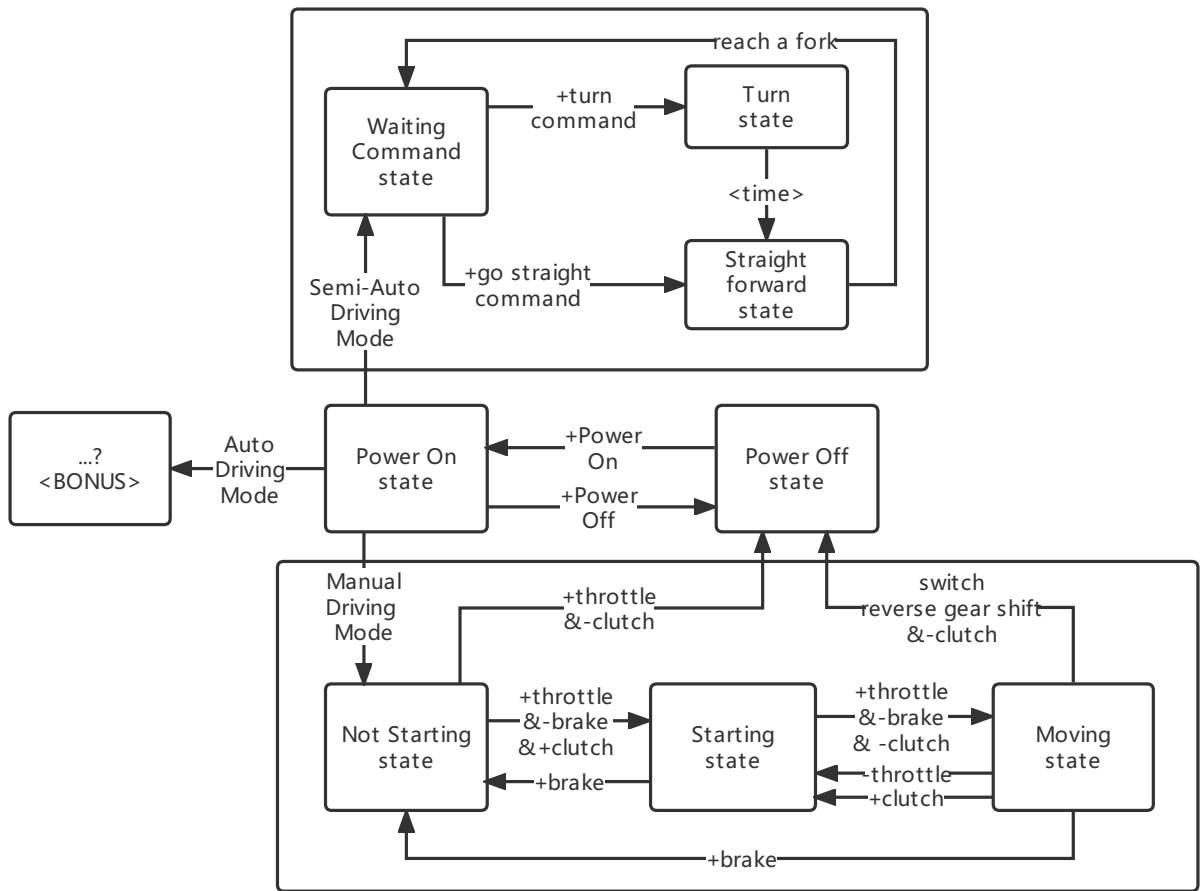 reach a fork
Waiting
Command
state
+turn
command
Turn
state
<time>
+go straight
command
Straight
forward
state
Semi-Auto
Driving
Mode
...?
<BONUS>
Auto
Driving
Mode
Power On
state
+Power
On
+Power
Off
Power Off
state
Manual
Driving
Mode
+throttle
&-clutch
switch
reverse gear shift
&-clutch
Not Starting
state
+throttle
&-brake
&+clutch
+brake
Starting
state
+throttle
&-brake
& -clutch
-throttle
+clutch
Moving
state
+brake